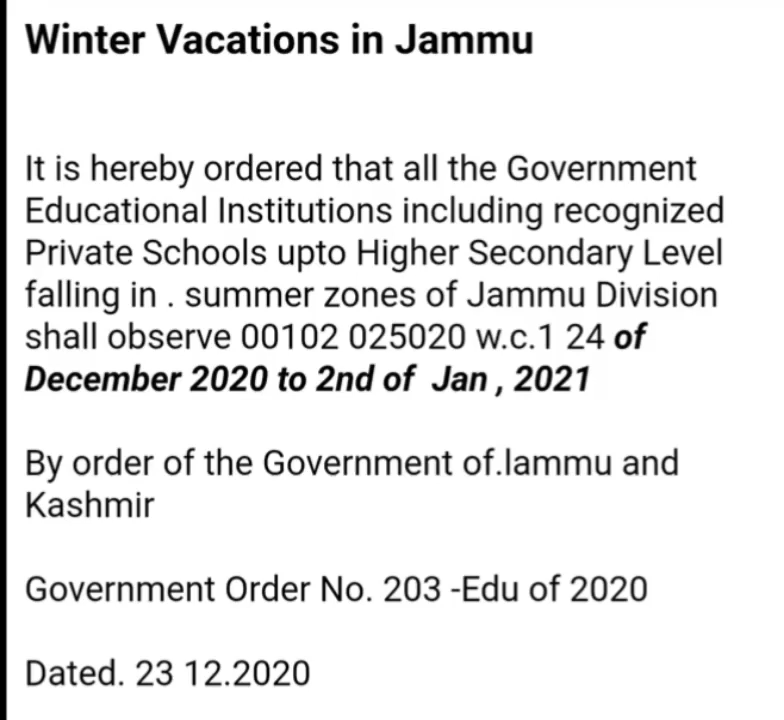 Winter Vacations in Jammu
It is hereby ordered that all the Government
Educational Institutions including recognized
Private Schools upto Higher Secondary Level
falling in . summer zones of Jammu Division
shall observe 00102 025020 w.c.1 24 of
December 2020 to 2nd of Jan , 2021
By order of the Government of.lammu and
Kashmir
Government Order No. 203 -Edu of 2020
Dated. 23 12.2020